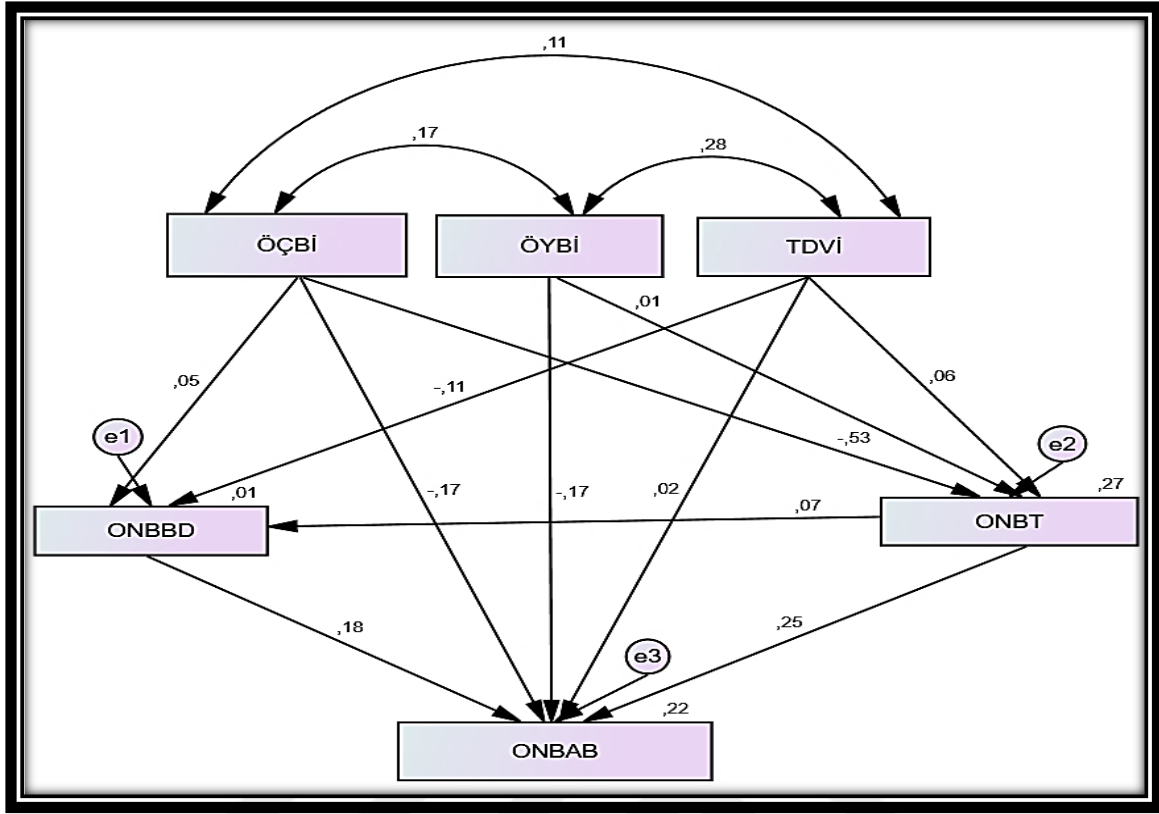 ,11
,17
,28
ÖÇBİ
ÖYBİ
TDVİ
,01
,05
-,11
,06
e1
-,53
e2
,01
-,17
-,17
,02
,07
,27
ONBBD
ONBT
,18
,25
e3
,22
ONBAB